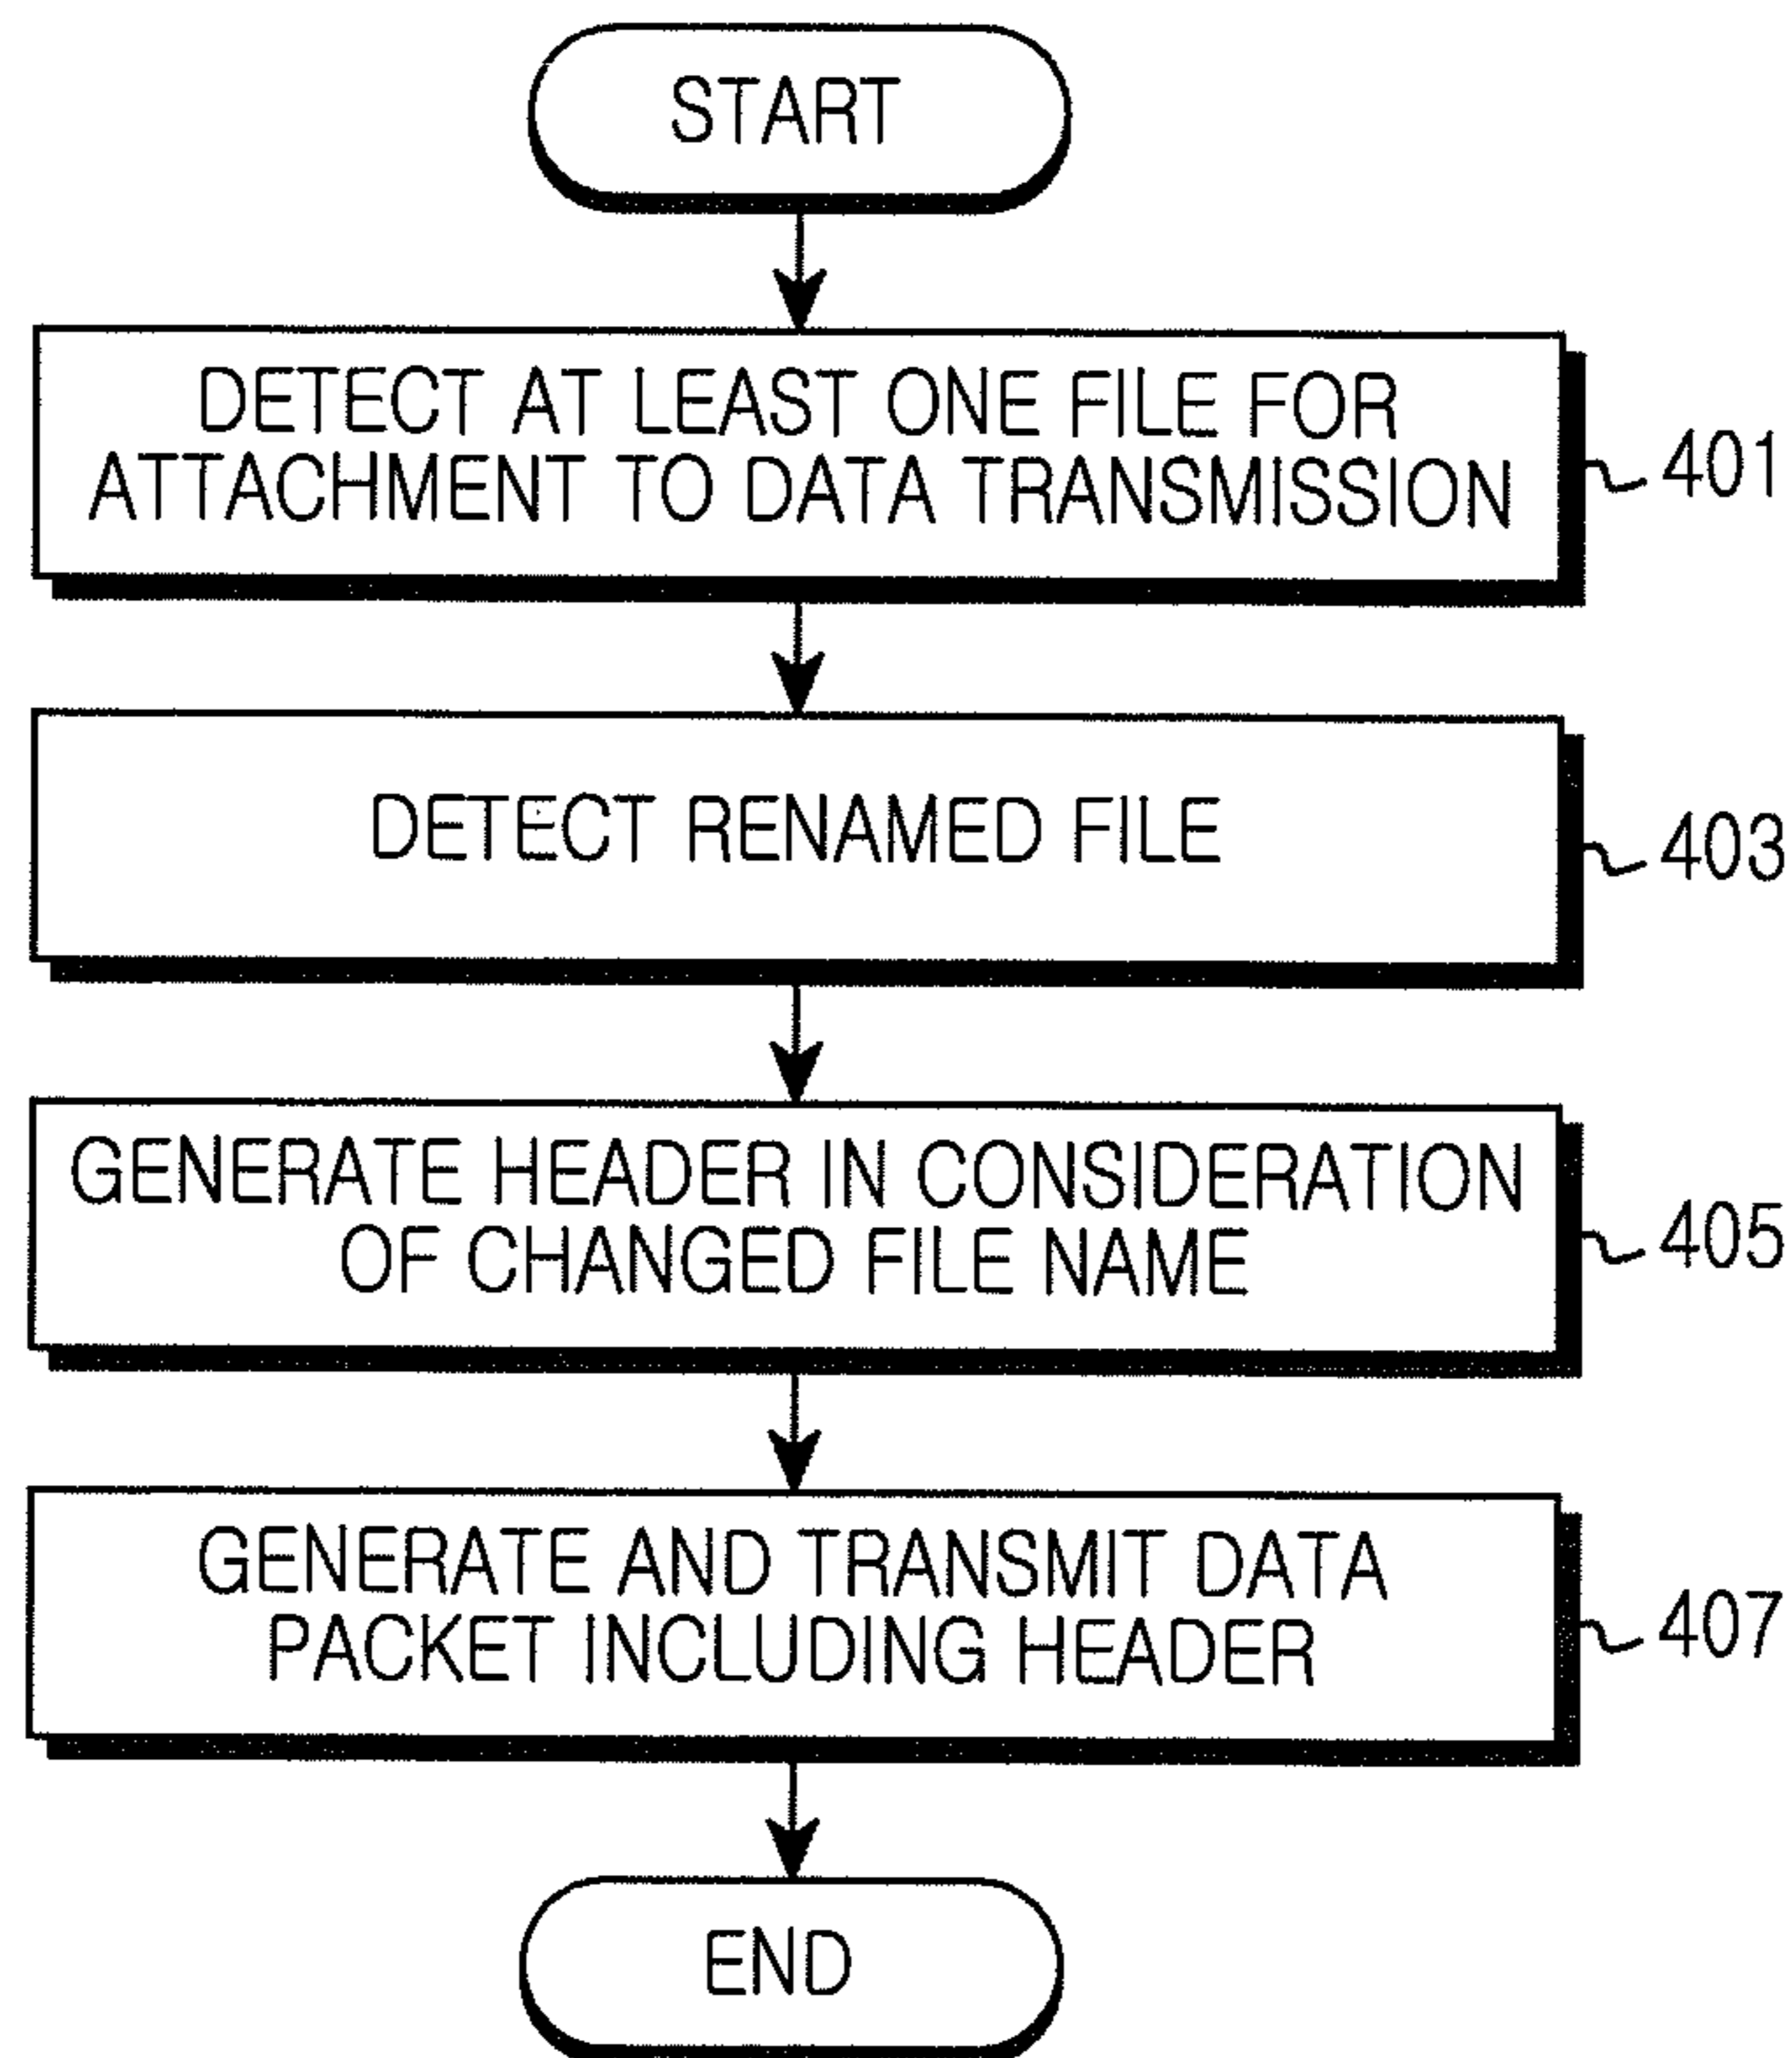 START
DETECT AT LEAST ONE FILE FOR
ATTACHMENT TO DATA TRANSMISSION
401
DETECT RENAMED FILE
403
GENERATE HEADER IN CONSIDERATION
OF CHANGED FILE NAME
405
GENERATE AND TRANSMIT DATA
PACKET INCLUDING HEADER
407
END